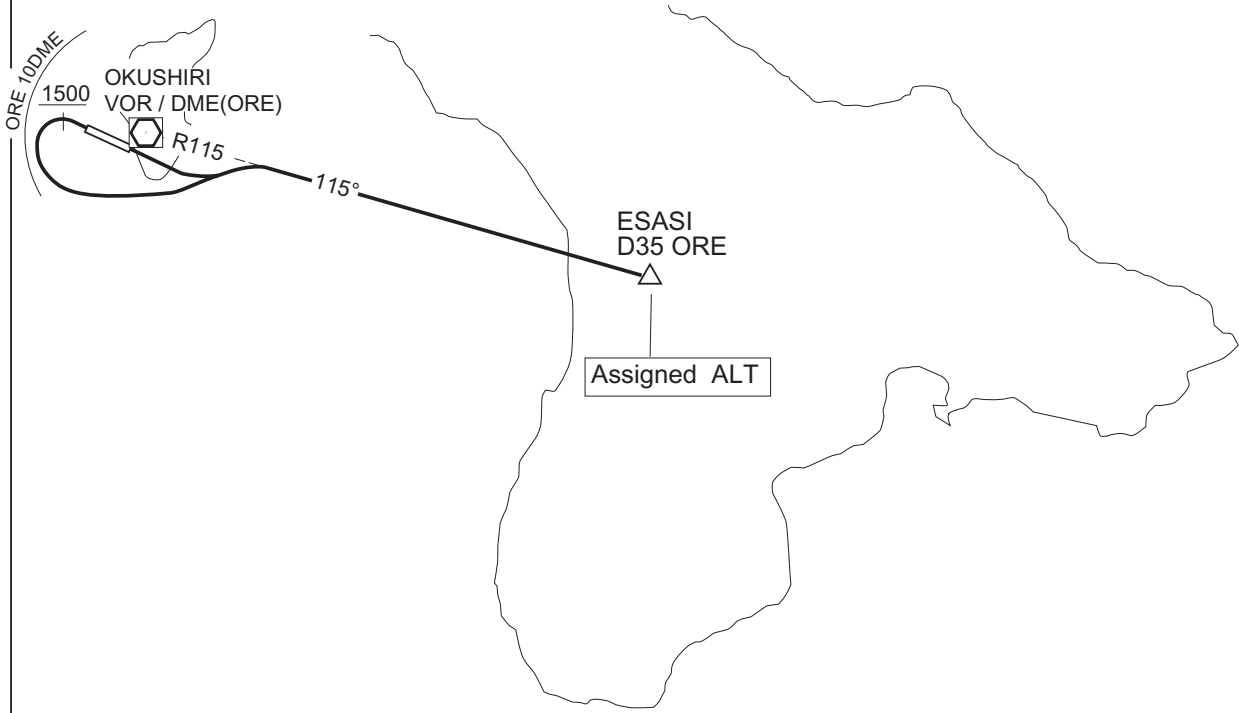 ORE 10DME
1500
OKUSHIRI
VOR / DME(ORE)
R115
115°
ESASI
D35 ORE
Assigned ALT